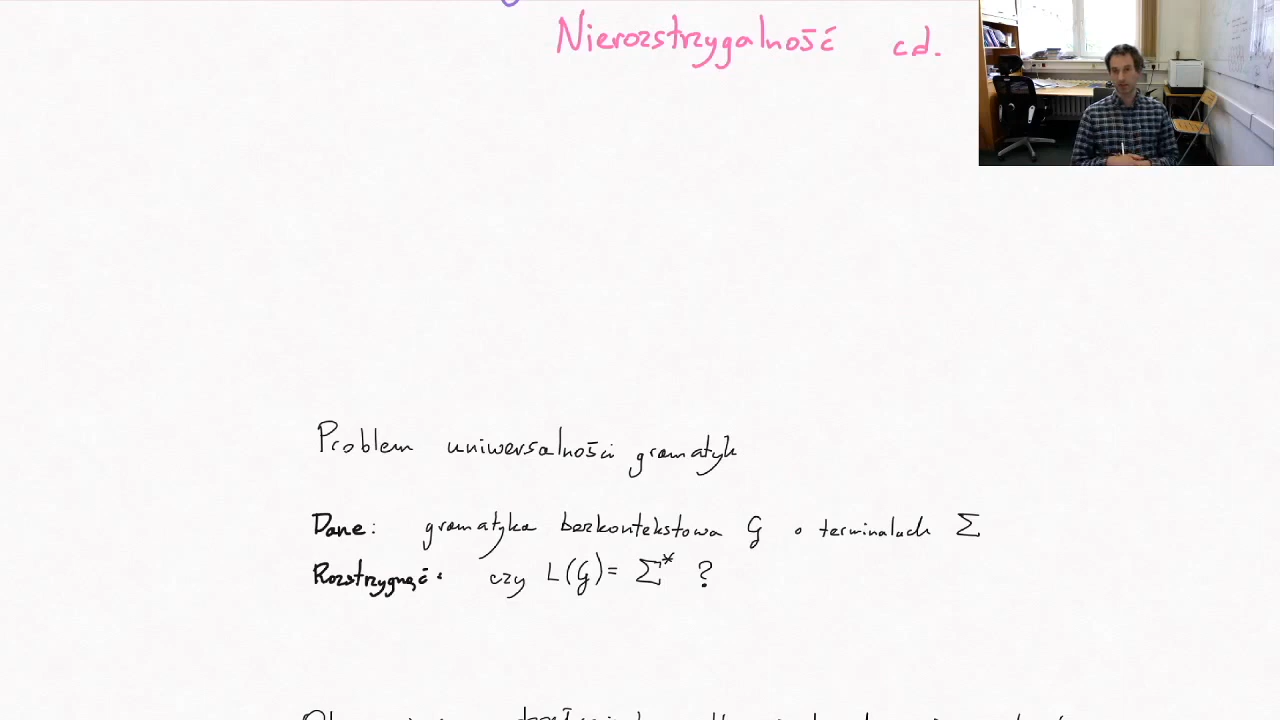 Nierozstrzygalność cd.
Problem uniwersalności gramatyk
Dane: gramatyka bezkontekstowa G o terminalach Σ
Rozstrzygnąć: czy L(G) = Σ* ?